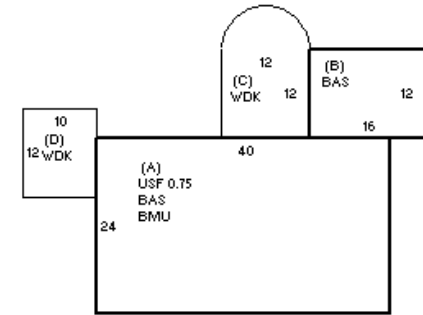 12
(C)
WDK
12
(B)
BAS
12
16
10
(D)
12 WDK
40
(A)
USF 0.75
BAS
BMU
24